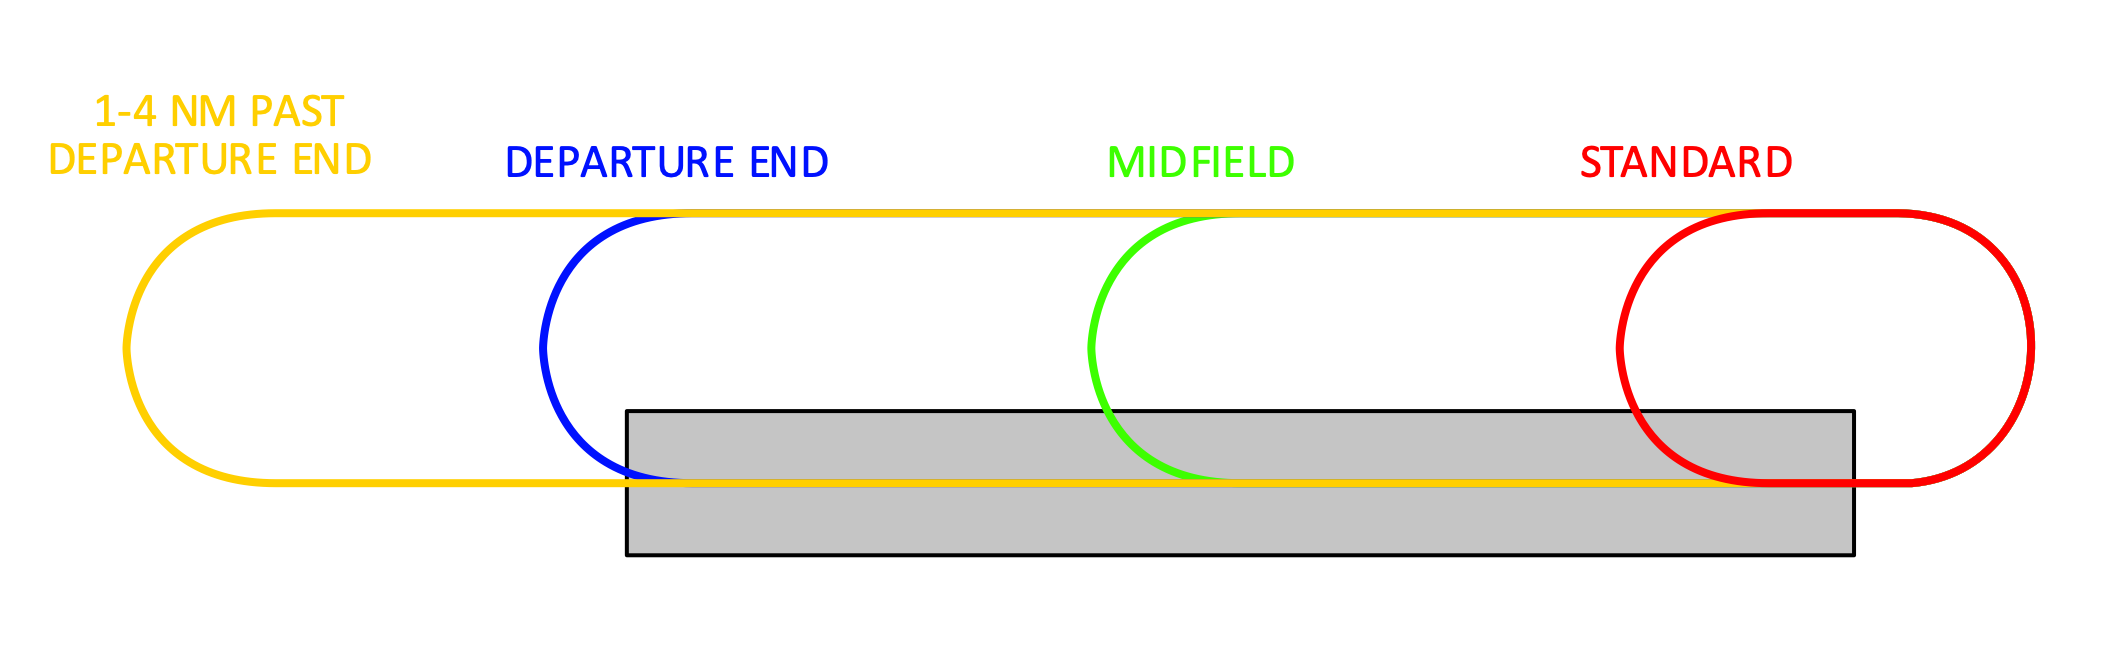 1-4 NM PAST
DEPARTURE END
DEPARTURE END
MIDFIELD
STANDARD